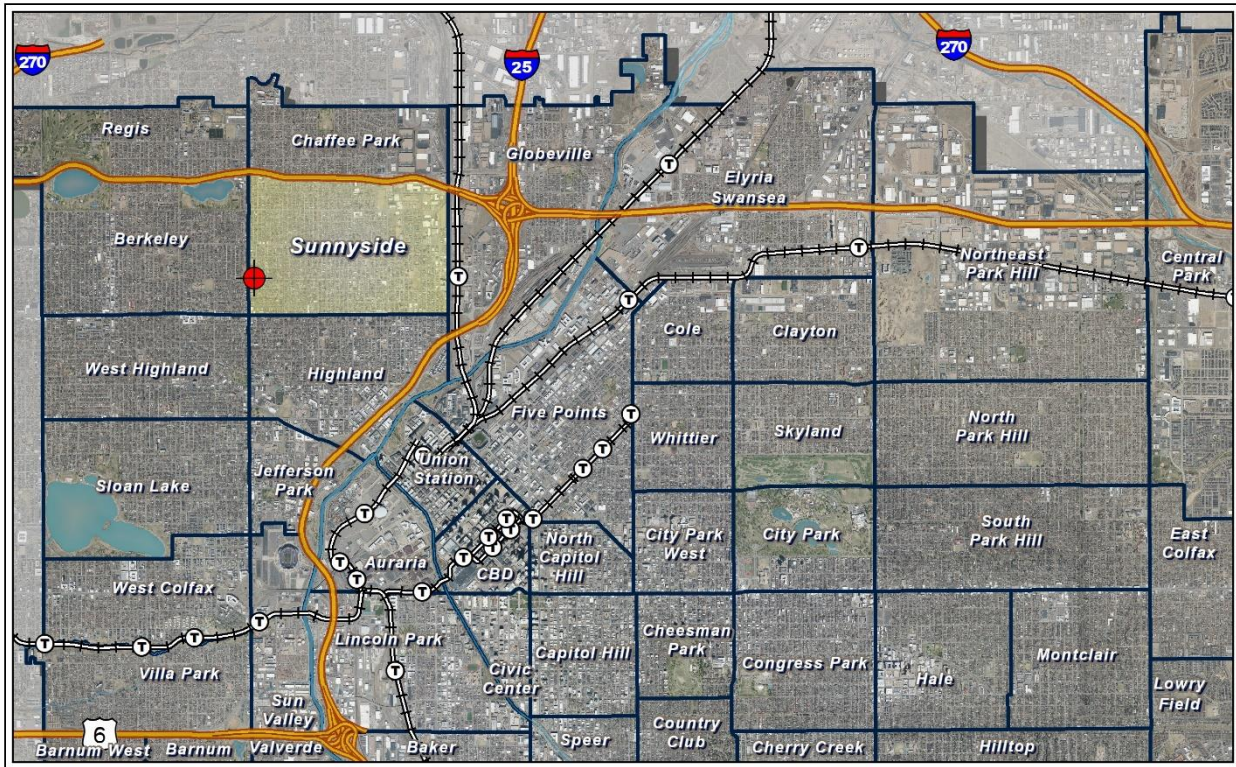 270
25
270
Regis
Chaffee Park
Globeville
T
Elyria
Swansea
Berkeley
Sunnyside
T
T
Northeast
Park Hill
Central
Park
T
Cole
Clayton
West Highland
Highland
Five Points
T
Whittier
Skyland
North
Park Hill
Sloan Lake
Jefferson
Park
T
Union
Station
T
T
T
T
T
T
T
T
T
North
Capitol
Hill
City Park
West
City Park
South
Park Hill
East
Colfax
West Colfax
T
T
Auraria
T
CBD
T
T
T
T
T
Lincoln Park
T
Villa Park
Civic
Center
Capitol Hill
Cheesman
Park
Congress Park
Hale
Montclair
Lowry
Field
Sun
Valley
6
Barnum West
Barnum
Valverde
Baker
Speer
Country
Club
Cherry Creek
Hilltop